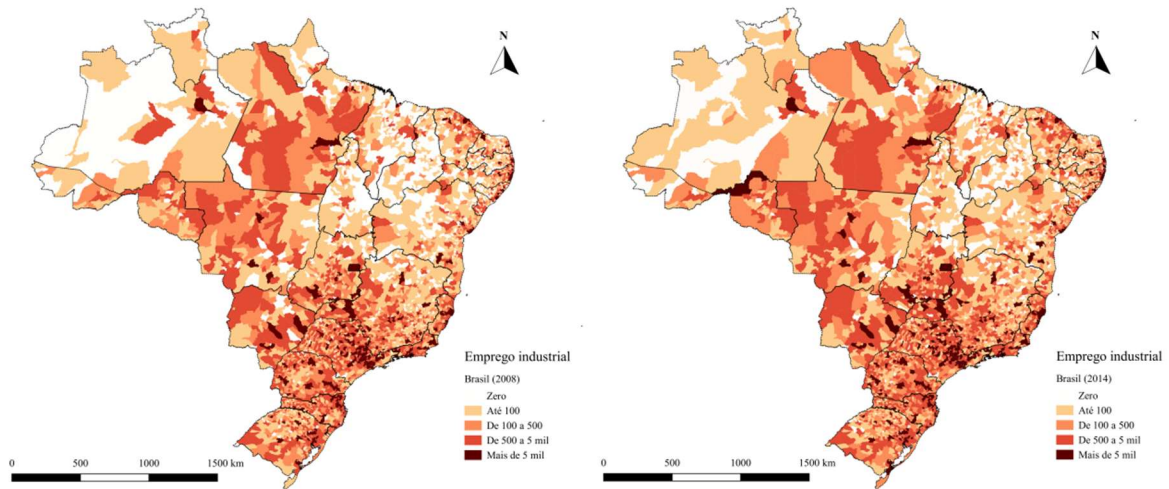 N
Emprego industrial
Brasil (2008)
Zero
Até 100
De 100 a 500
De 500 a 5 mil
Mais de 5 mil
0 500 1000 1500 km
N
Emprego industrial
Brasil (2014)
Zero
Até 100
De 100 a 500
De 500 a 5 mil
Mais de 5 mil
0 500 1000 1500 km